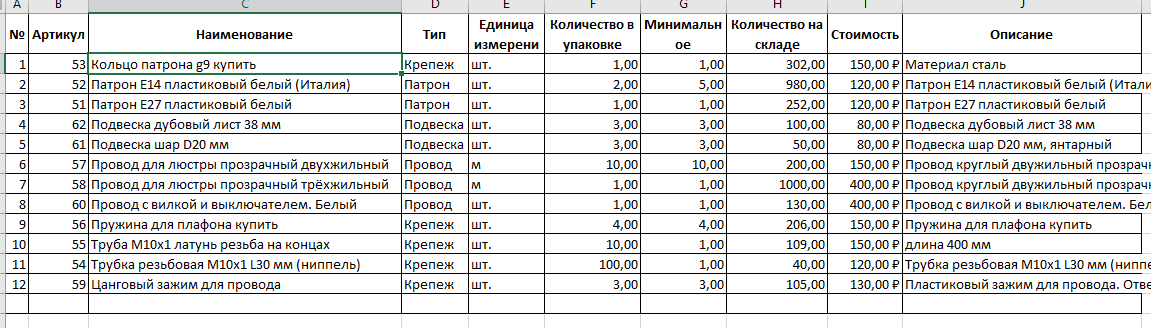 A B C D E F G H I J
№ Артикул Наименование Тип Единица измерени Количество в упаковке Минимальн ое Количество на складе Стоимость Описание
1 53 Кольцо патрона g9 купить Крепеж шт. 1,00 1,00 302,00 150,00 ₽ Материал сталь
2 52 Патрон Е14 пластиковый белый (Италия) Патрон шт. 2,00 5,00 980,00 120,00 ₽ Патрон Е14 пластиковый белый (Итали
3 51 Патрон Е27 пластиковый белый Патрон шт. 1,00 1,00 252,00 120,00 ₽ Патрон Е27 пластиковый белый
4 62 Подвеска дубовый лист 38 мм Подвеска шт. 3,00 3,00 100,00 80,00 ₽ Подвеска дубовый лист 38 мм
5 61 Подвеска шар D20 мм Подвеска шт. 3,00 3,00 50,00 80,00 ₽ Подвеска шар D20 мм, янтарный
6 57 Провод для люстры прозрачный двухжильный Провод м 10,00 10,00 200,00 150,00 ₽ Провод круглый двужильный прозрачн
7 58 Провод для люстры прозрачный трёхжильный Провод м 1,00 1,00 1000,00 400,00 ₽ Провод круглый двужильный прозрачн
8 60 Провод с вилкой и выключателем. Белый Провод шт. 1,00 1,00 130,00 400,00 ₽ Провод с вилкой и выключателем. Бел
9 56 Пружина для плафона купить Крепеж шт. 4,00 4,00 206,00 150,00 ₽ Пружина для плафона купить
10 55 Труба М10х1 латунь резьба на концах Крепеж шт. 10,00 1,00 109,00 150,00 ₽ длина 400 мм
11 54 Трубка резьбовая М10х1 L30 мм (ниппель) Крепеж шт. 100,00 1,00 40,00 120,00 ₽ Трубка резьбовая М10х1 L30 мм (ниппе
12 59 Цанговый зажим для провода Крепеж шт. 3,00 3,00 105,00 130,00 ₽ Пластиковый зажим для провода. Отве